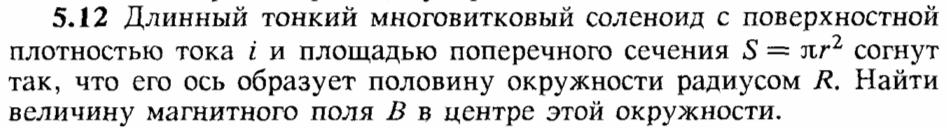 5.12 Длинный тонкий многовитковый соленоид с поверхностной
плотностью тока i и площадью поперечного сечения S = πr² согнут
так, что его ось образует половину окружности радиусом R. Найти
величину магнитного поля B в центре этой окружности.